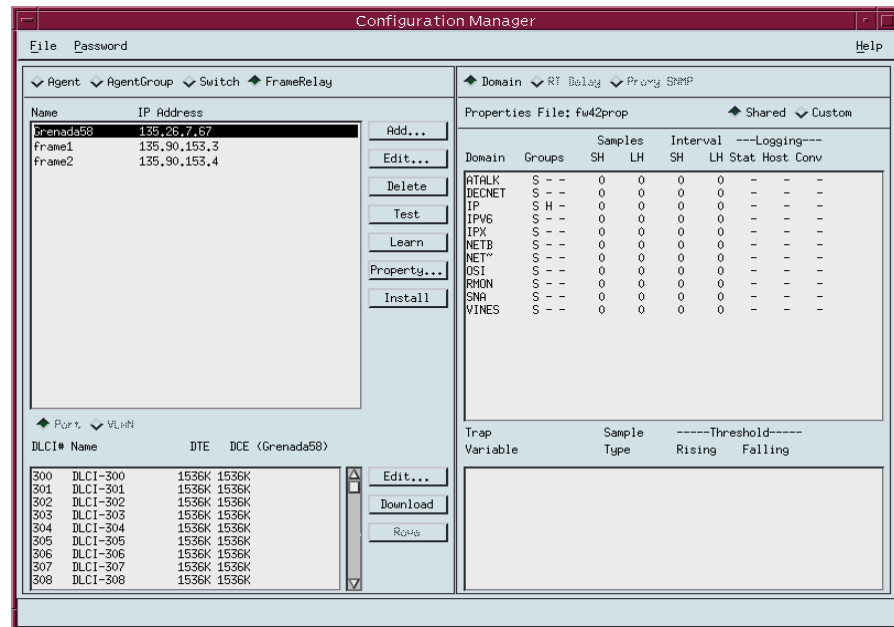 Configuration Manager
File Password Help
Agent AgentGroup Switch FrameRelay
Name IP Address
Grenada58 135.26.7.67
frame1 135.90.153.3
frame2 135.90.153.4
Add...
Edit...
Delete
Test
Learn
Property...
Install
Port VLAN
DLCI# Name DTE DCE (Grenada58)
300 DLCI-300 1536K 1536K
301 DLCI-301 1536K 1536K
302 DLCI-302 1536K 1536K
303 DLCI-303 1536K 1536K
304 DLCI-304 1536K 1536K
305 DLCI-305 1536K 1536K
306 DLCI-306 1536K 1536K
307 DLCI-307 1536K 1536K
308 DLCI-308 1536K 1536K
Edit...
Download
Domain RT Delay Proxy SNMP
Properties File: fw42prop Shared Custom
Samples Interval ---Logging---
Domain Groups SH LH SH LH Stat Host Conv
ATALK S - - 0 0 0 0 - - -
DECNET S - - 0 0 0 0 - - -
IP S H - 0 0 0 0 - - -
IPV6 S - - 0 0 0 0 - - -
IPX S - - 0 0 0 0 - - -
NETB S - - 0 0 0 0 - - -
NET~ S - - 0 0 0 0 - - -
OSI S - - 0 0 0 0 - - -
RMON S - - 0 0 0 0 - - -
SNA S - - 0 0 0 0 - - -
VINES S - - 0 0 0 0 - - -
Trap Sample -----Threshold-----
Variable Type Rising Falling